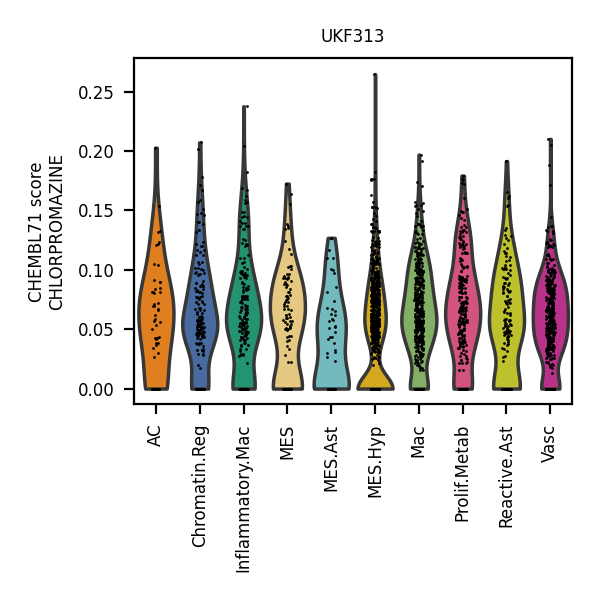 UKF313
CHEMBL71 score
CHLORPROMAZINE
0.25
0.20
0.15
0.10
0.05
0.00
AC
Chromatin.Reg
Inflammatory.Mac
MES
MES.Ast
MES.Hyp
Mac
Prolif.Metab
Reactive.Ast
Vasc